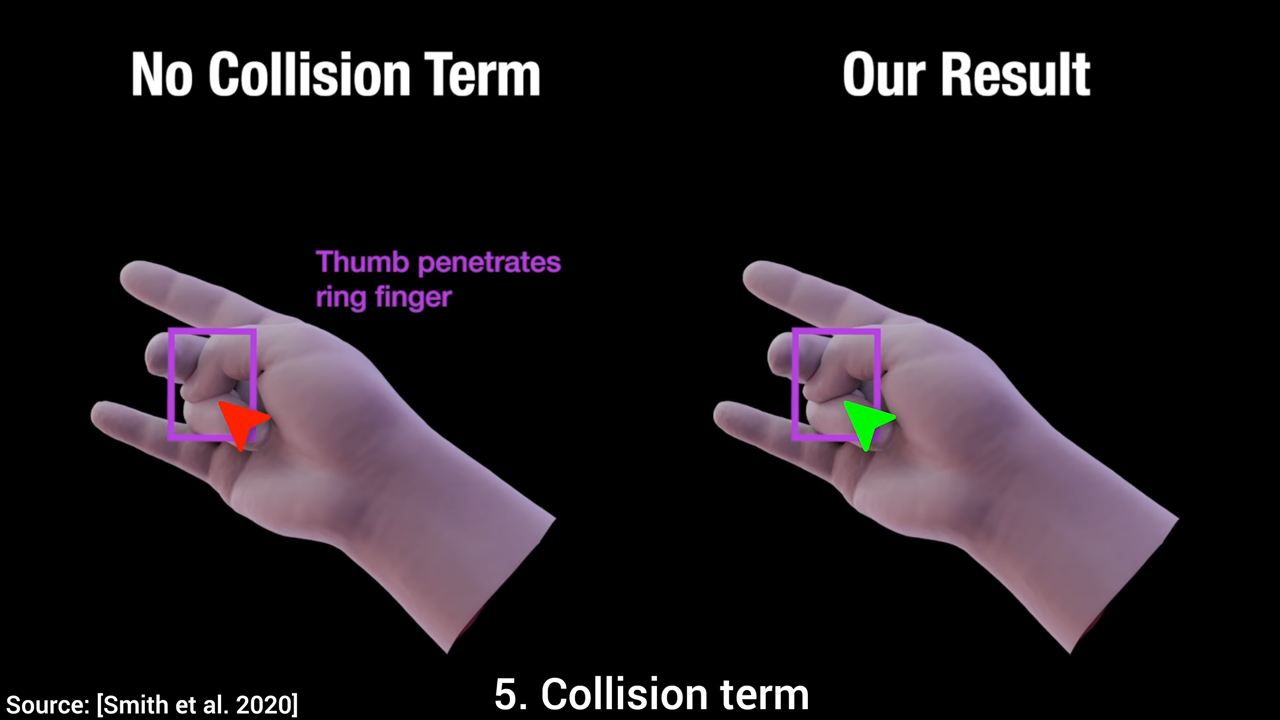 No Collision Term
Our Result
Thumb penetrates
ring finger
5. Collision term
Source: [Smith et al. 2020]